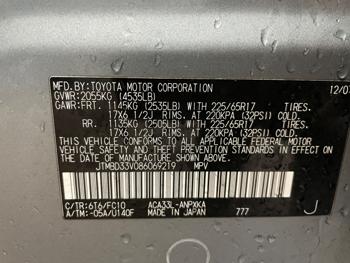 MFD.BY:TOYOTA MOTOR CORPORATION 12/07
GVWR:2055KG (4535LB)
GAWR:FRT. 1145KG (2535LB) WITH 225/65R17 TIRES.
17X6 1/2J RIMS. AT 220KPA (32PSI) COLD.
RR. 1135KG (2505LB) WITH 225/65R17 TIRES.
17X6 1/2J RIMS. AT 220KPA (32PSI) COLD.
THIS VEHICLE CONFORMS TO ALL APPLICABLE
FEDERAL MOTOR VEHICLE SAFETY STANDARDS IN
EFFECT ON THE DATE OF MANUFACTURE SHOWN ABOVE.
JTMBD33V086069219 MPV
C/TR:6T6/FC10 ACA33L-ANPXKA
A/TM:-05A/U140F MADE IN JAPAN 777 J